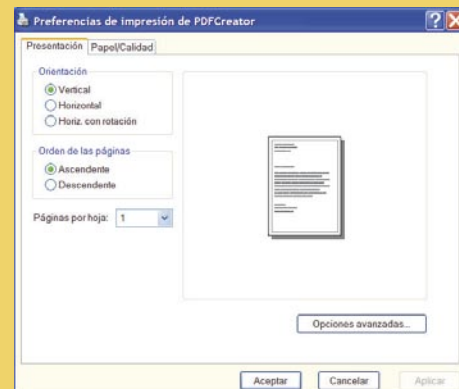 Preferencias de impresión de PDFCreator
Presentación Papel/Calidad
Orientación
Vertical
Horizontal
Horiz. con rotación
Orden de las páginas
Ascendente
Descendente
Páginas por hoja: 1
Opciones avanzadas...
Aceptar Cancelar Aplicar